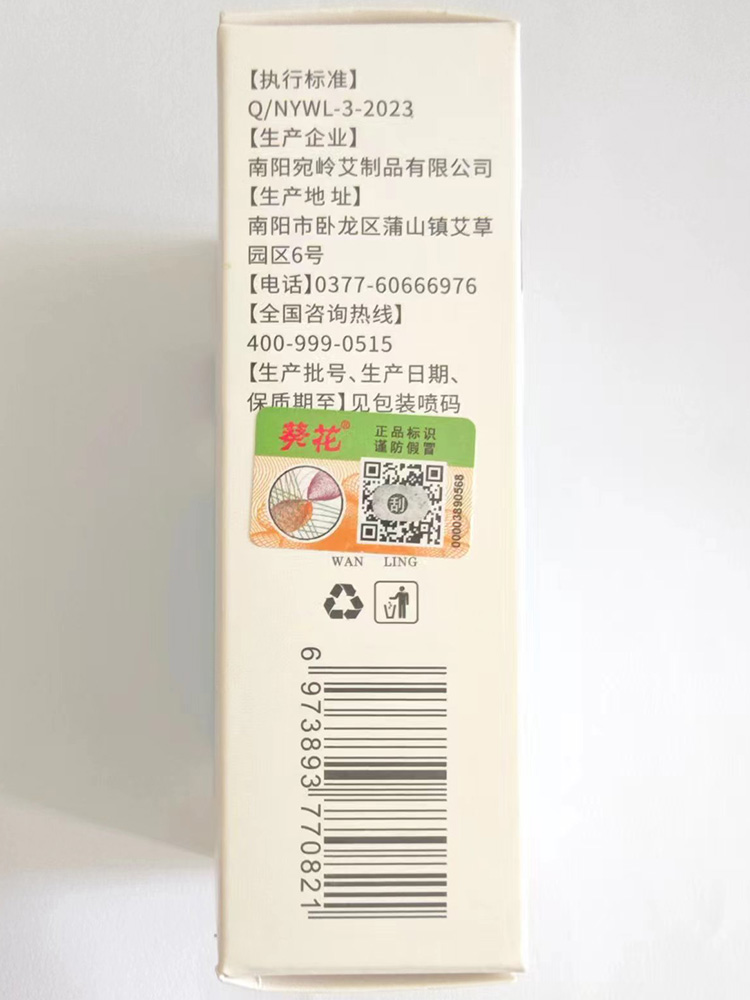 【执行标准】
Q/NYWL-3-2023
【生产企业】
南阳宛岭艾制品有限公司
【生产地 址】
南阳市卧龙区蒲山镇艾草
园区6号
【电话】0377-60666976
【全国咨询热线】
400-999-0515
【生产批号、生产日期、
保质期至】见包装喷码
葵花®
正品标识
谨防假冒
刮
00003890568
WAN LING
6 973893 770821